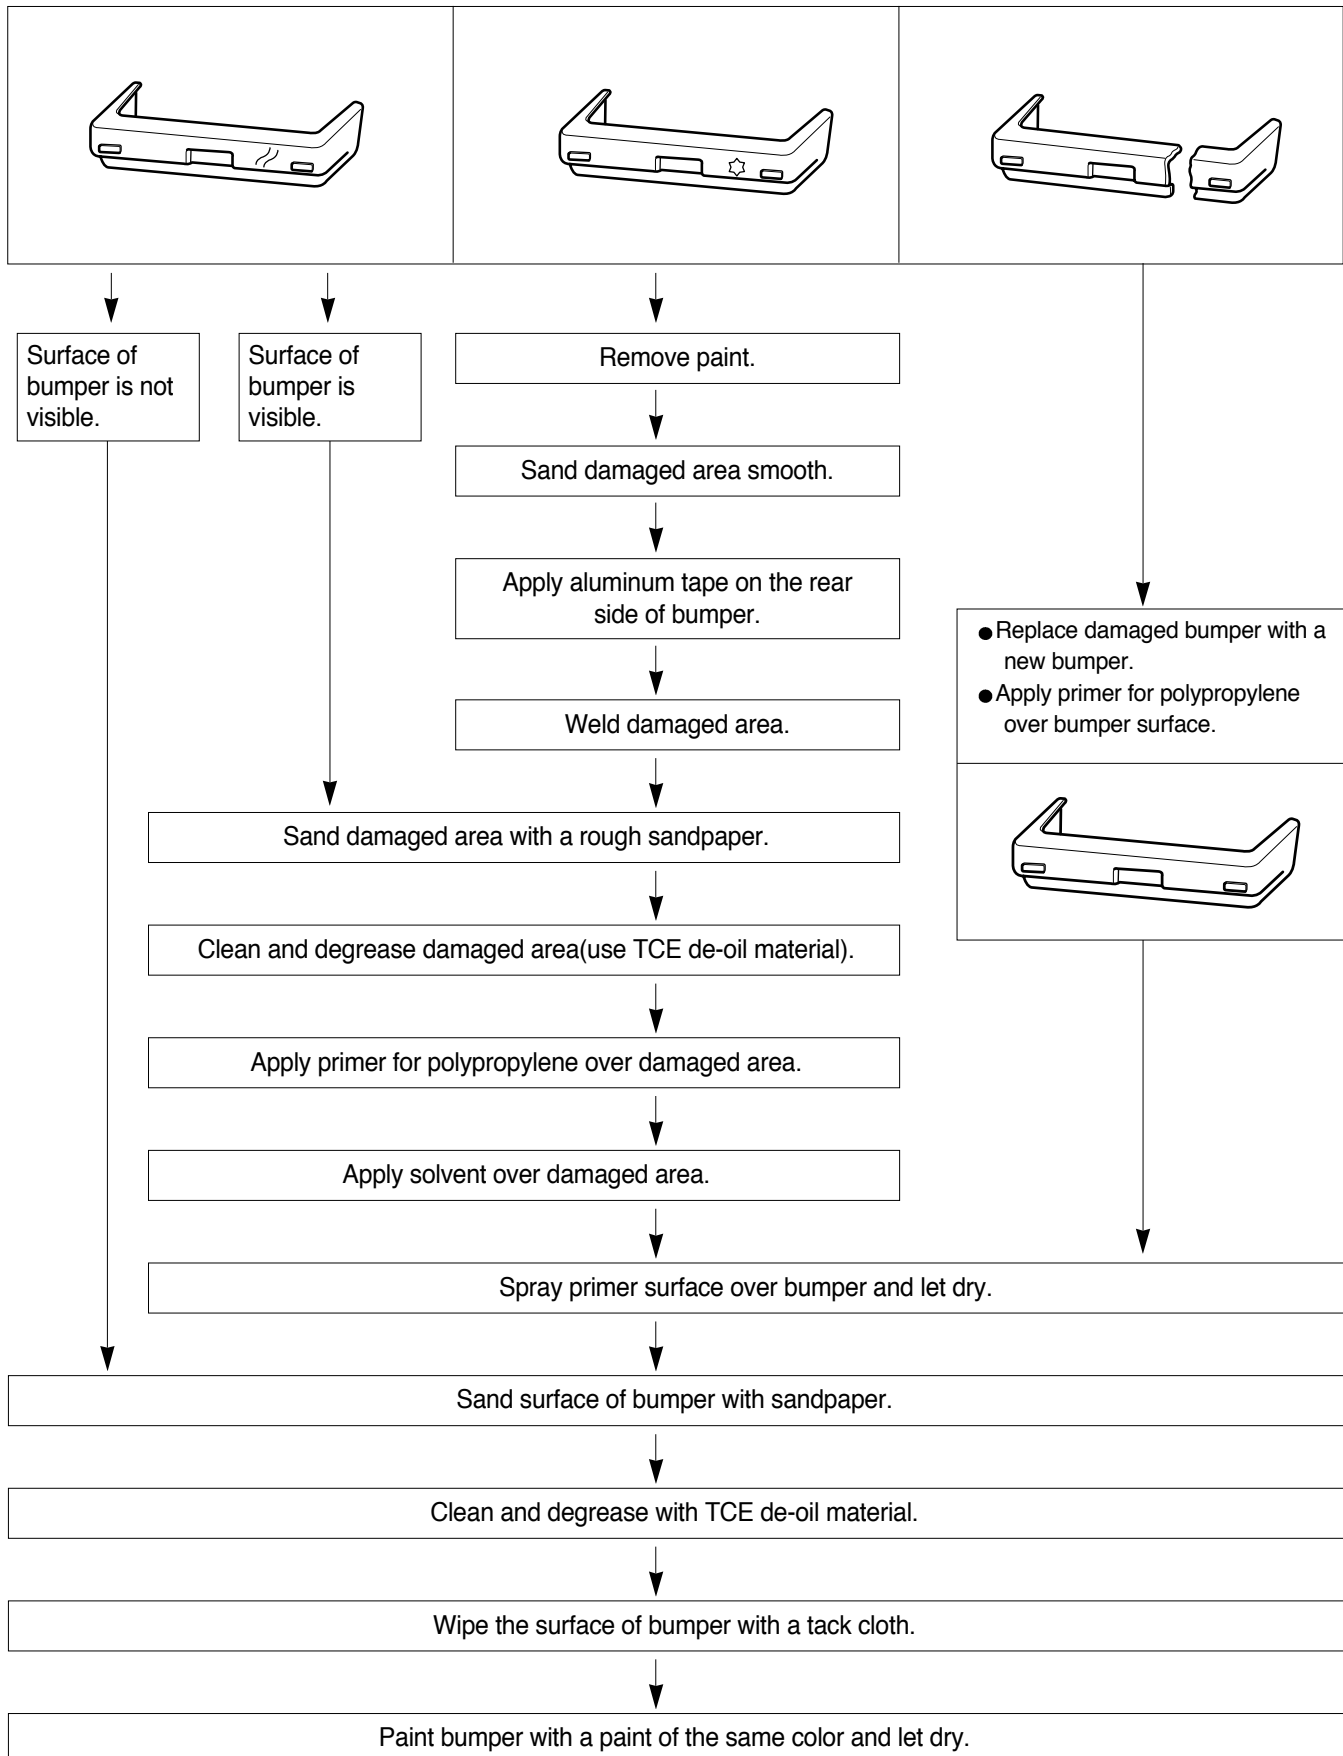 Surface of
bumper is not
visible.
Surface of
bumper is
visible.
Remove paint.
Sand damaged area smooth.
Apply aluminum tape on the rear
side of bumper.
Weld damaged area.
● Replace damaged bumper with a
new bumper.
● Apply primer for polypropylene
over bumper surface.
Sand damaged area with a rough sandpaper.
Clean and degrease damaged area(use TCE de-oil material).
Apply primer for polypropylene over damaged area.
Apply solvent over damaged area.
Spray primer surface over bumper and let dry.
Sand surface of bumper with sandpaper.
Clean and degrease with TCE de-oil material.
Wipe the surface of bumper with a tack cloth.
Paint bumper with a paint of the same color and let dry.